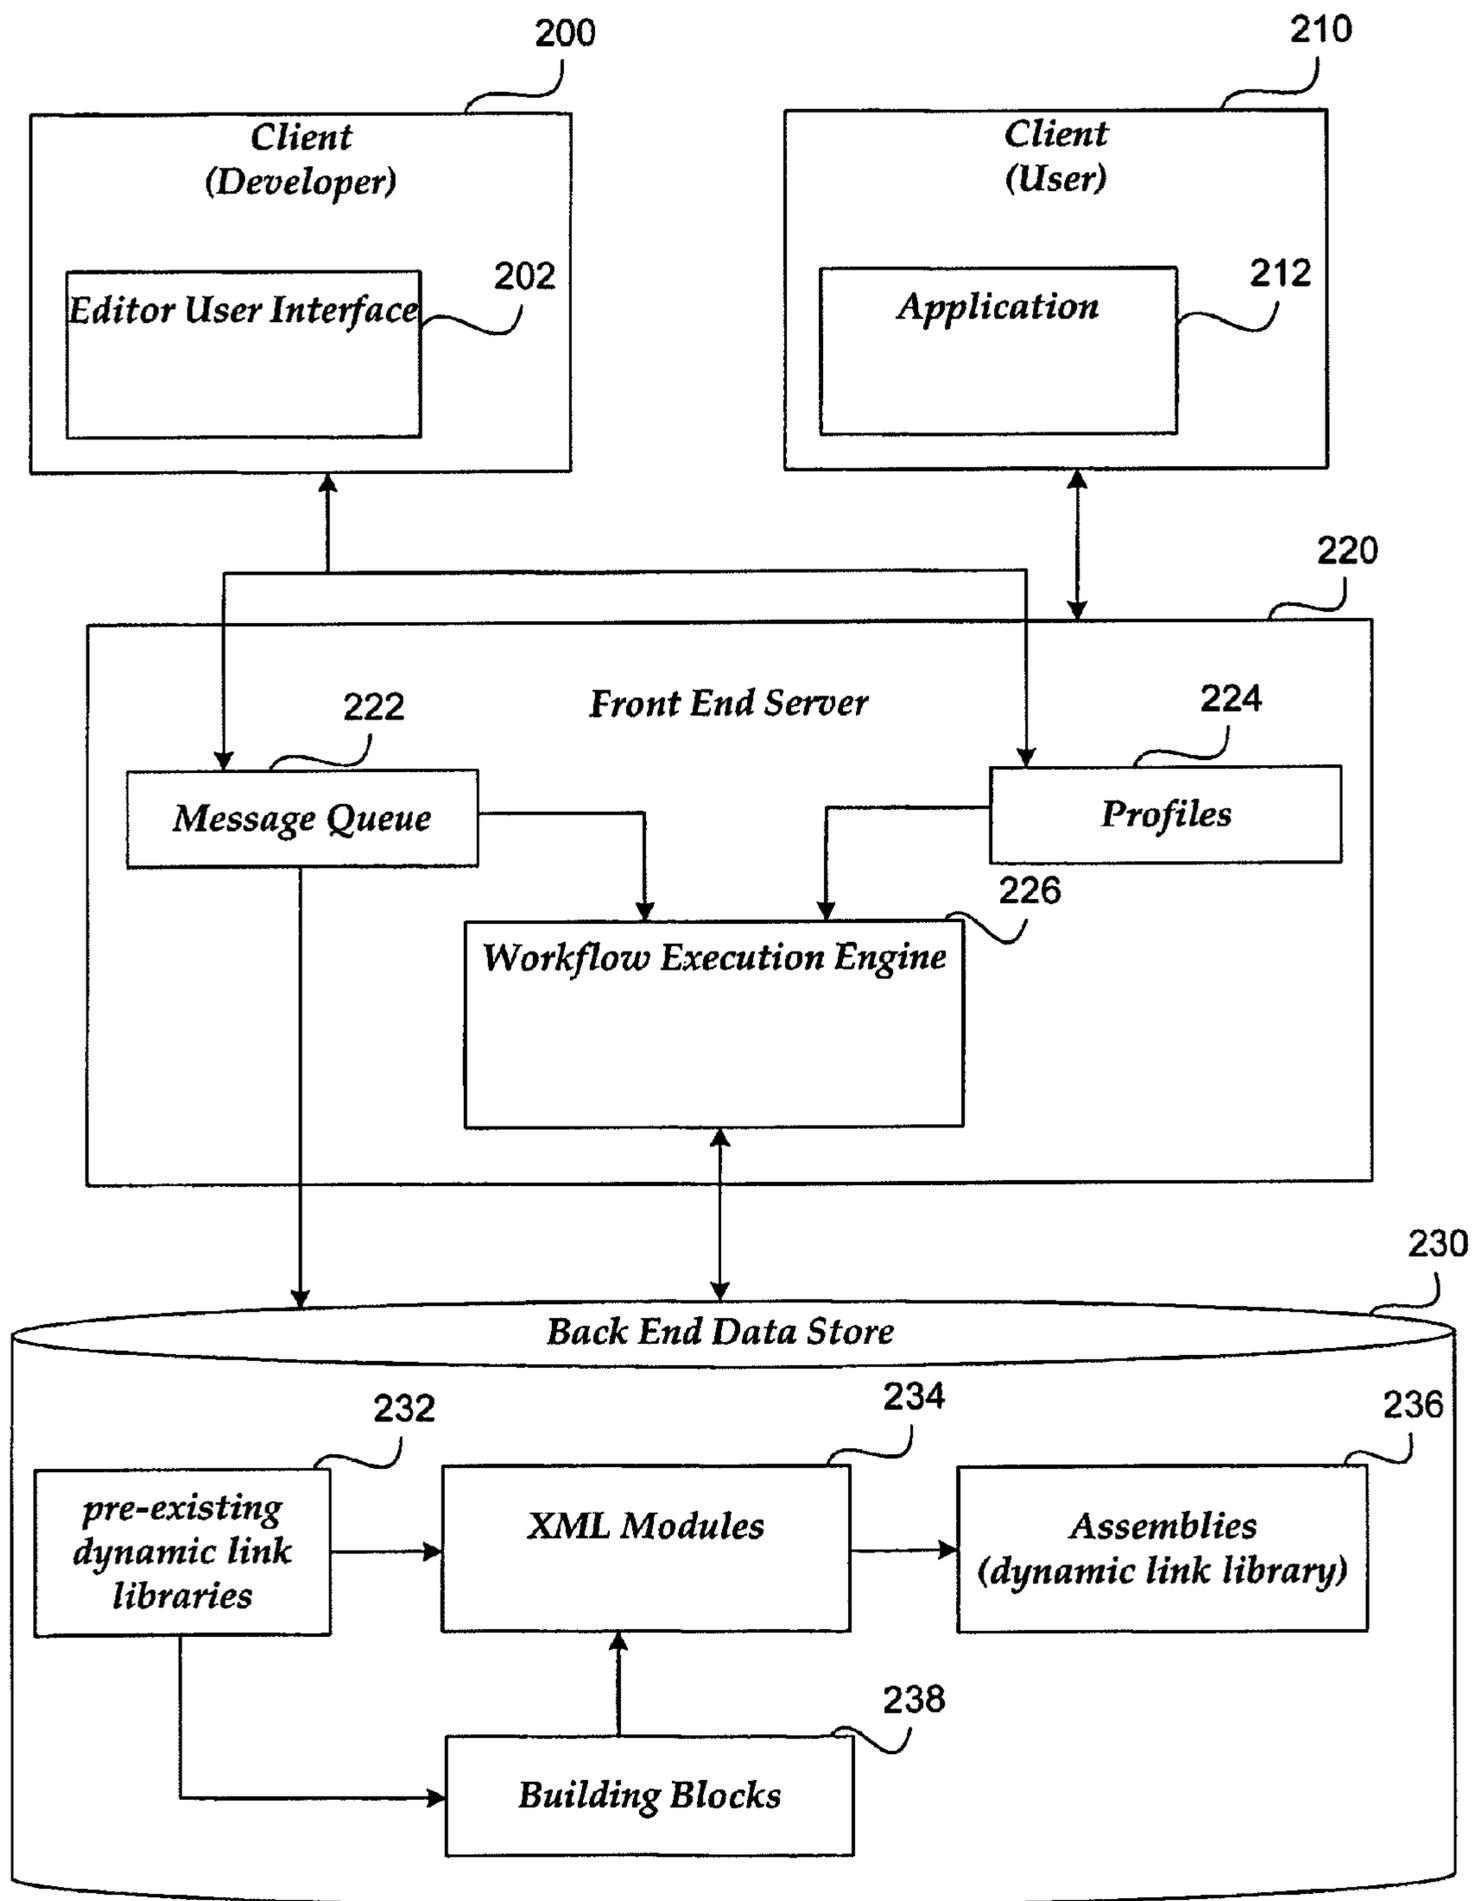 200
210
Client
(Developer)
Client
(User)
202
Editor User Interface
212
Application
220
Front End Server
222
224
Message Queue
Profiles
226
Workflow Execution Engine
230
Back End Data Store
232
234
236
pre-existing
dynamic link
libraries
XML Modules
Assemblies
(dynamic link library)
238
Building Blocks